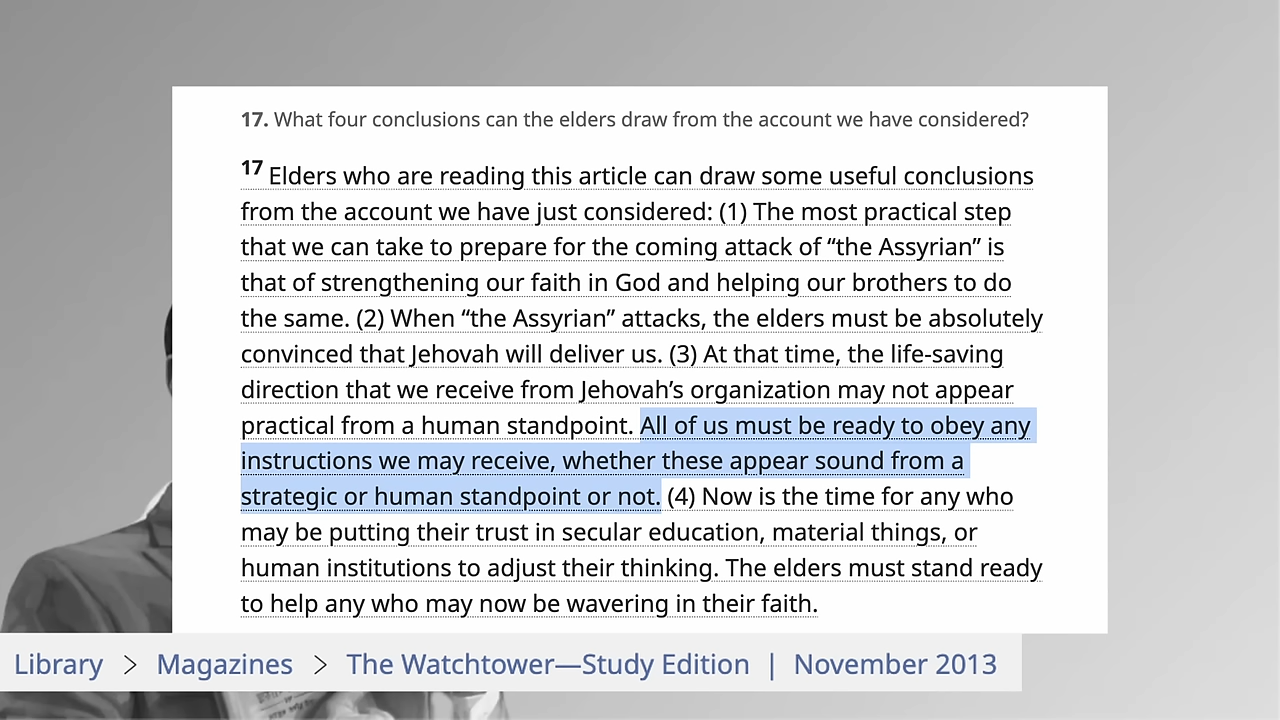 17. What four conclusions can the elders draw from the account we have considered?
17 Elders who are reading this article can draw some useful conclusions
from the account we have just considered: (1) The most practical step
that we can take to prepare for the coming attack of “the Assyrian” is
that of strengthening our faith in God and helping our brothers to do
the same. (2) When “the Assyrian” attacks, the elders must be absolutely
convinced that Jehovah will deliver us. (3) At that time, the life-saving
direction that we receive from Jehovah’s organization may not appear
practical from a human standpoint. All of us must be ready to obey any
instructions we may receive, whether these appear sound from a
strategic or human standpoint or not. (4) Now is the time for any who
may be putting their trust in secular education, material things, or
human institutions to adjust their thinking. The elders must stand ready
to help any who may now be wavering in their faith.
Library > Magazines > The Watchtower—Study Edition | November 2013